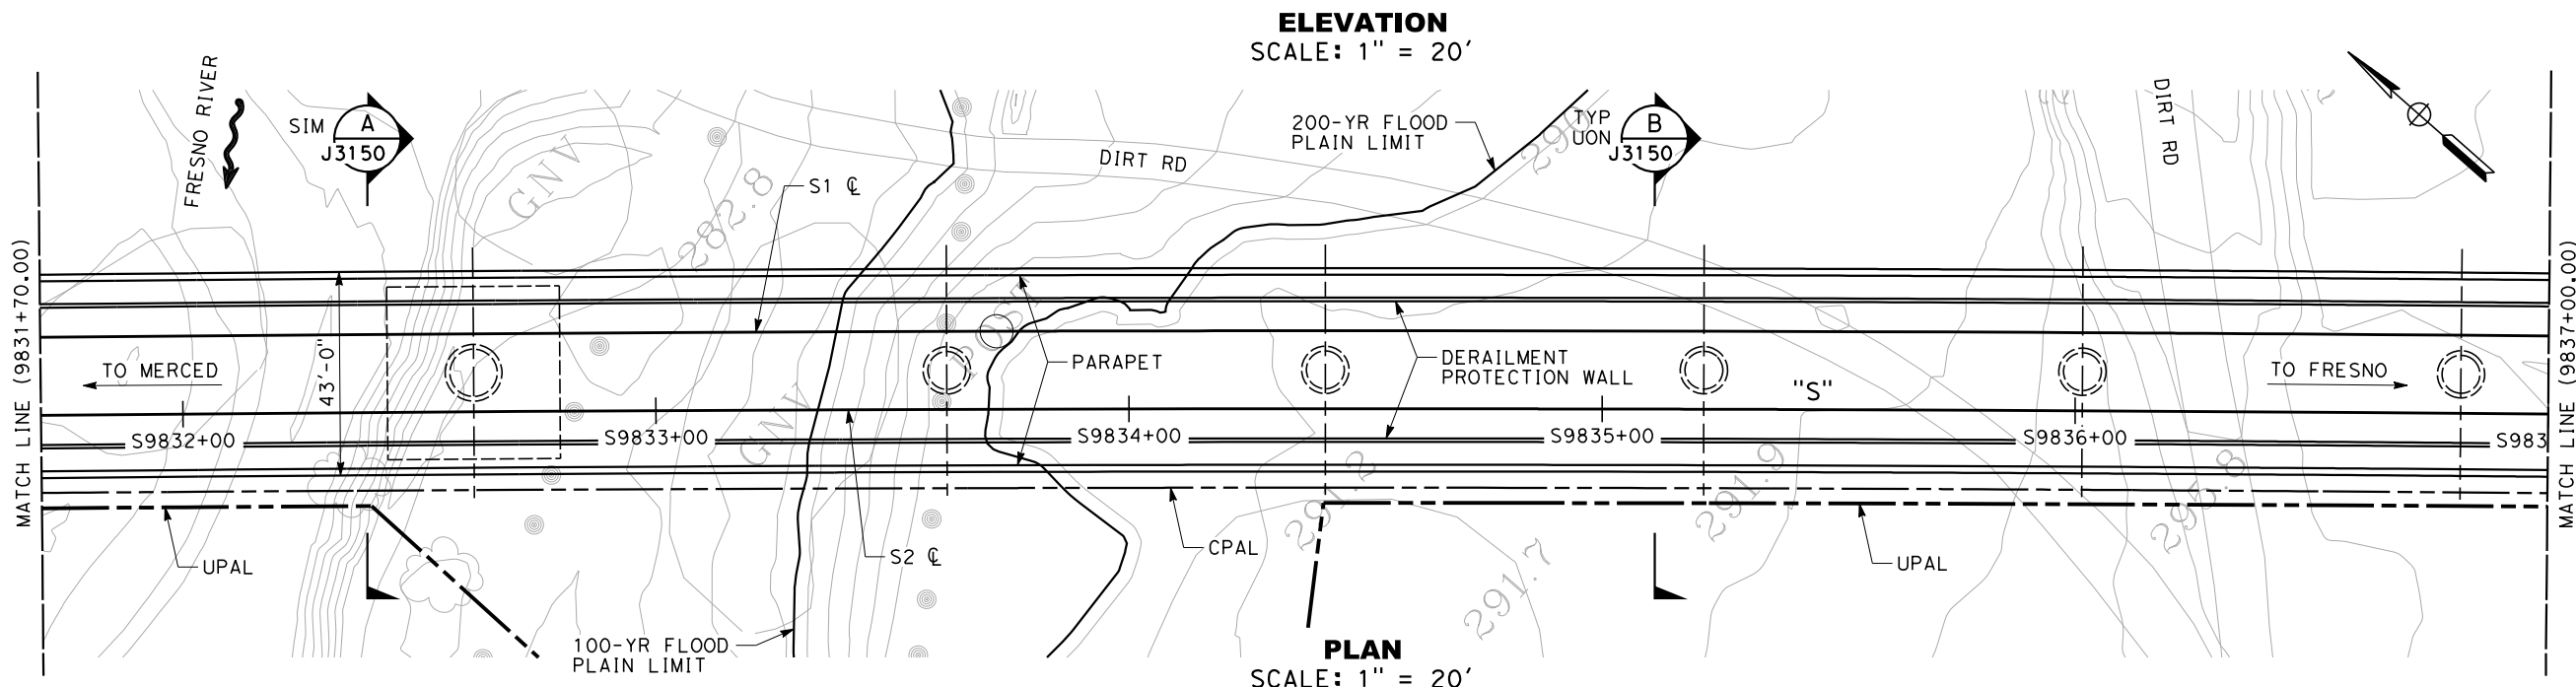 ELEVATION
SCALE: 1" = 20'
FRESNO RIVER
SIM
A
J3150
GNV
282.8
S1 ℄
DIRT RD
200-YR FLOOD
PLAIN LIMIT
290
TYP
UON
B
J3150
DIRT RD
MATCH LINE (9831+70.00)
TO MERCED
43'-0"
PARAPET
DERAILMENT
PROTECTION WALL
"S"
TO FRESNO
MATCH LINE (9837+00.00)
S9832+00
S9833+00
GNV
S9834+00
S9835+00
S9836+00
S983
291.2
291.9
UPAL
S2 ℄
CPAL
291.7
UPAL
100-YR FLOOD
PLAIN LIMIT
PLAN
SCALE: 1" = 20'